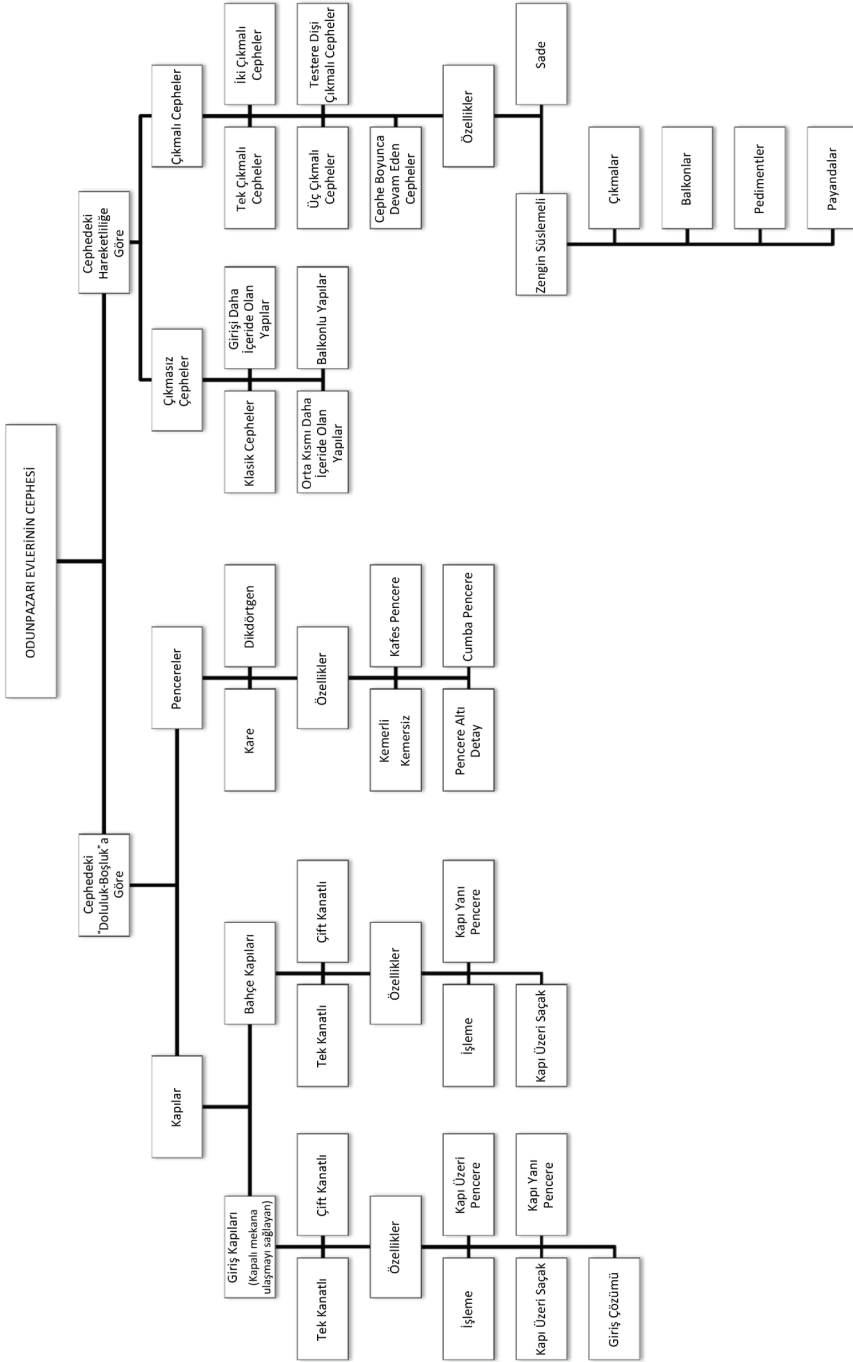 ODUNPAZARI EVLERİNİN CEPHESİ
Cephedeki
"Doluluk-Boşluk"a
Göre
Kapılar
Giriş Kapıları
(Kapalı mekana
ulaşmayı sağlayan)
Tek Kanatlı
Çift Kanatlı
Özellikler
İşleme
Kapı Üzeri
Pencere
Kapı Üzeri Saçak
Kapı Yanı
Pencere
Giriş Çözümü
Bahçe Kapıları
Tek Kanatlı
Çift Kanatlı
Özellikler
İşleme
Kapı Yanı
Pencere
Kapı Üzeri Saçak
Pencereler
Kare
Dikdörtgen
Özellikler
Kemerli
Kemersiz
Kafes Pencere
Pencere Altı
Detay
Cumba Pencere
Cephedeki
Hareketliliğe
Göre
Çıkmasız
Çepheler
Klasik Cepheler
Girişi Daha
İçeride Olan
Yapılar
Orta Kısmı Daha
İçeride Olan
Yapılar
Balkonlu Yapılar
Çıkmalı Cepheler
Tek Çıkmalı
Cepheler
İki Çıkmalı
Cepheler
Üç Çıkmalı
Cepheler
Testere Dişi
Çıkmalı Cepheler
Cephe Boyunca
Devam Eden
Cepheler
Özellikler
Zengin Süslemeli
Sade
Çıkmalar
Balkonlar
Pedimentler
Payandalar